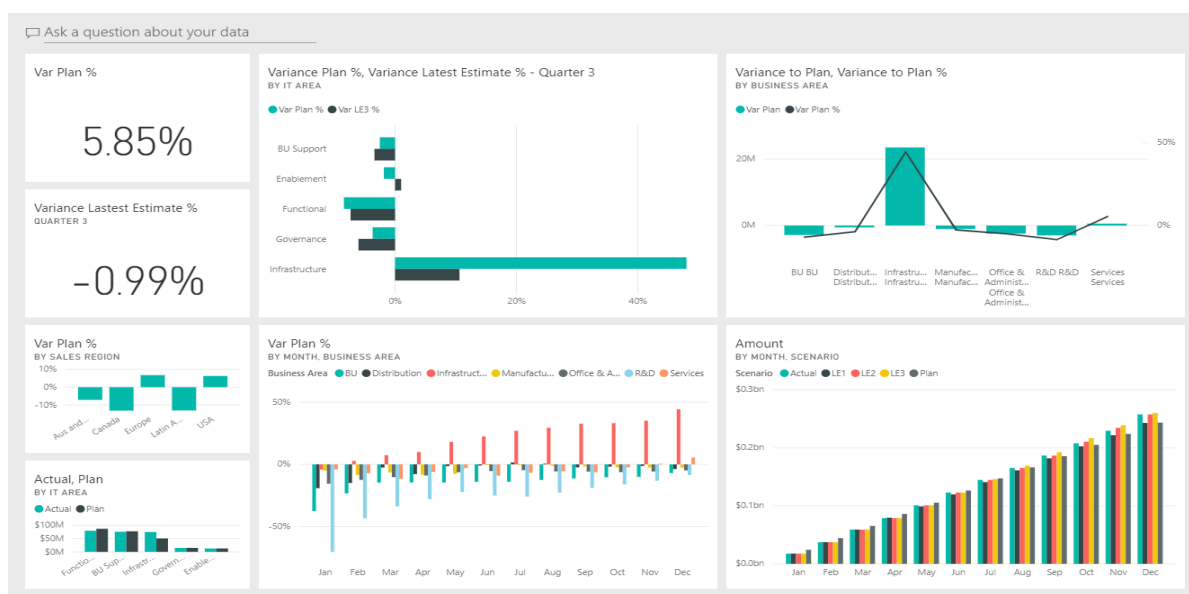 Ask a question about your data
Var Plan %
5.85%
Variance Lastest Estimate %
QUARTER 3
-0.99%
Var Plan %
BY SALES REGION
10%
0%
-10%
Aus and...
Canada
Europe
Latin A...
USA
Actual, Plan
BY IT AREA
Actual Plan
$100M
$50M
$0M
Functio...
BU Sup...
Infrastr...
Govern...
Enable...
Variance Plan %, Variance Latest Estimate % - Quarter 3
BY IT AREA
Var Plan % Var LE3 %
BU Support
Enablement
Functional
Governance
Infrastructure
0% 20% 40%
Var Plan %
BY MONTH, BUSINESS AREA
Business Area BU Distribution Infrastruct... Manufactu... Office & A... R&D Services
50%
0%
-50%
Jan Feb Mar Apr May Jun Jul Aug Sep Oct Nov Dec
Variance to Plan, Variance to Plan %
BY BUSINESS AREA
Var Plan Var Plan %
20M
0M
50%
0%
BU BU Distribut... Infrastru... Manufac... Office & R&D R&D Services
Distribut... Infrastru... Manufac... Administ... Services
Office &
Administ...
Amount
BY MONTH, SCENARIO
Scenario Actual LE1 LE2 LE3 Plan
$0.3bn
$0.2bn
$0.1bn
$0.0bn
Jan Feb Mar Apr May Jun Jul Aug Sep Oct Nov Dec